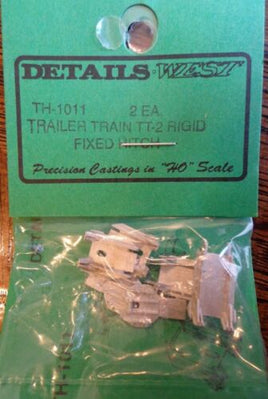 DETAILS WEST
TH-1011 2 EA.
TRAILER TRAIN TT-2 RIGID
FIXED HITCH
Precision Castings in "HO" Scale